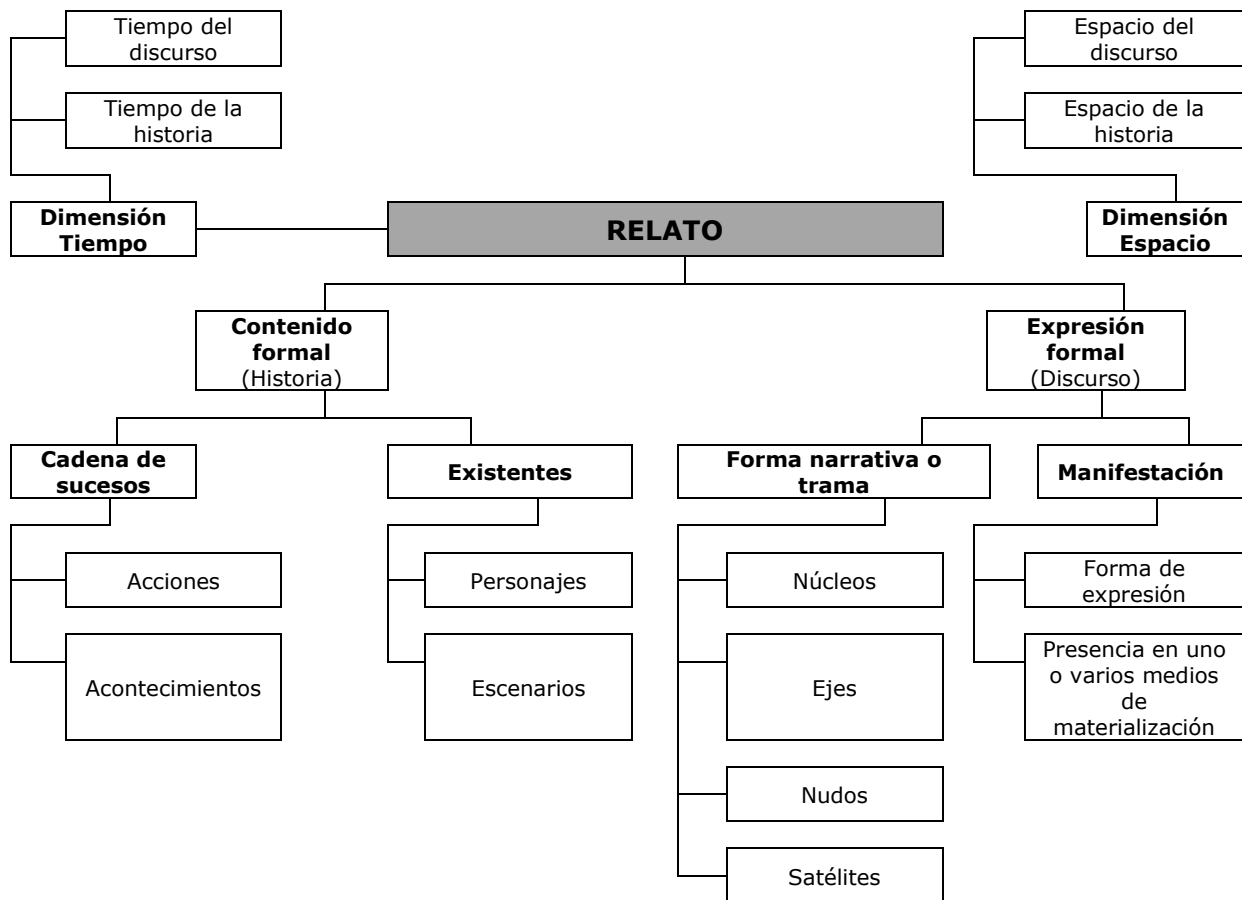 Tiempo del
discurso
Espacio del
discurso
Tiempo de la
historia
Espacio de la
historia
Dimensión
Tiempo
RELATO
Dimensión
Espacio
Contenido
formal
(Historia)
Expresión
formal
(Discurso)
Cadena de
sucesos
Existentes
Forma narrativa o
trama
Manifestación
Acciones
Personajes
Núcleos
Forma de
expresión
Acontecimientos
Escenarios
Ejes
Presencia en uno
o varios medios
de
materialización
Nudos
Satélites